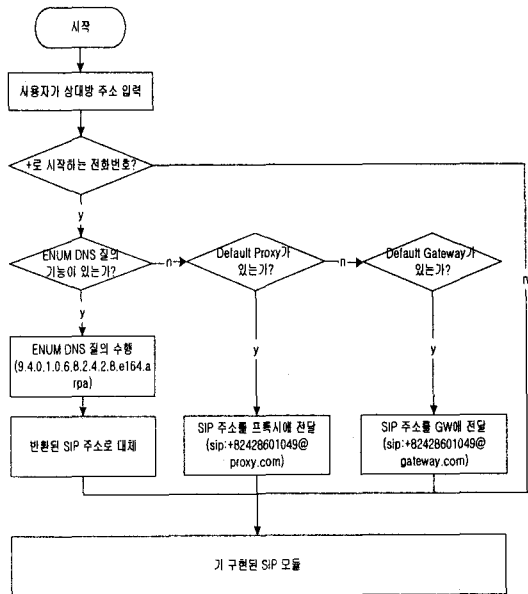 시작
사용자가 상대방 주소 입력
+로 시작하는 전화번호?
y
ENUM DNS 질의
기능이 있는가?
n
Default Proxy가
있는가?
n
Default Gateway가
있는가?
n
y
y
y
ENUM DNS 질의 수행
(9.4.0.1.0.6.8.2.4.2.8.e164.a
rpa)
반환된 SIP 주소로 대체
SIP 주소를 프록시에 전달
(sip:+82428601049@
proxy.com)
SIP 주소를 GW에 전달
(sip:+82428601049@
gateway.com)
기 구현된 SIP 모듈